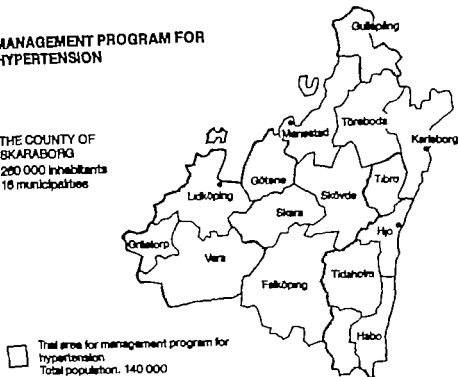 MANAGEMENT PROGRAM FOR
HYPERTENSION
THE COUNTY OF
SKARABORG
260 000 inhabitants
16 municipalities
Gullspång
Mariestad
Töreboda
Karlsborg
Götene
Lidköping
Skövde
Tibro
Skara
Hjo
Grästorp
Vara
Falköping
Tidaholm
Habo
Trial area for management program for
hypertension
Total population. 140 000